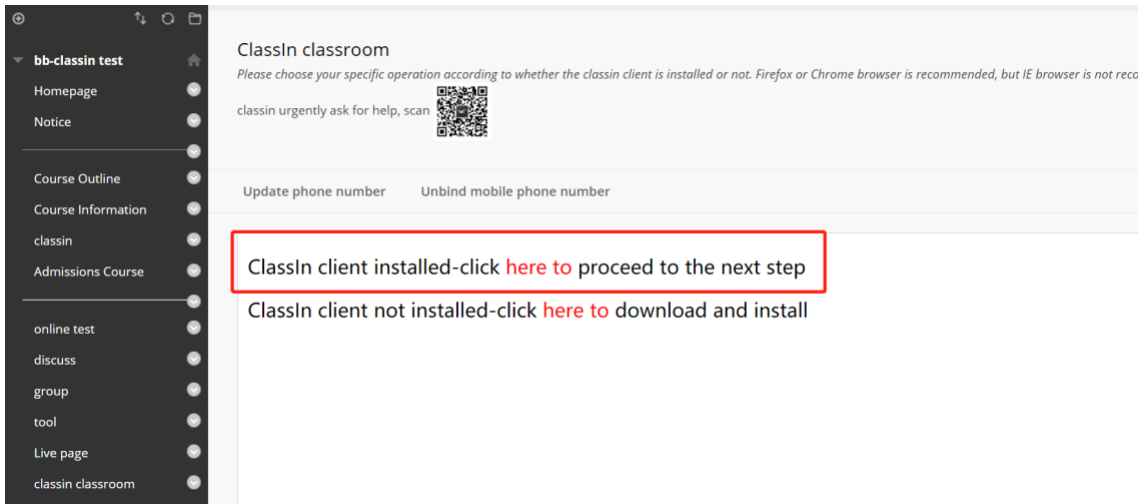 bb-classin test
Homepage
Notice
Course Outline
Course Information
classin
Admissions Course
online test
discuss
group
tool
Live page
classin classroom
ClassIn classroom
Please choose your specific operation according to whether the classin client is installed or not. Firefox or Chrome browser is recommended, but IE browser is not reco
classin urgently ask for help, scan
Update phone number
Unbind mobile phone number
ClassIn client installed-click here to proceed to the next step
ClassIn client not installed-click here to download and install